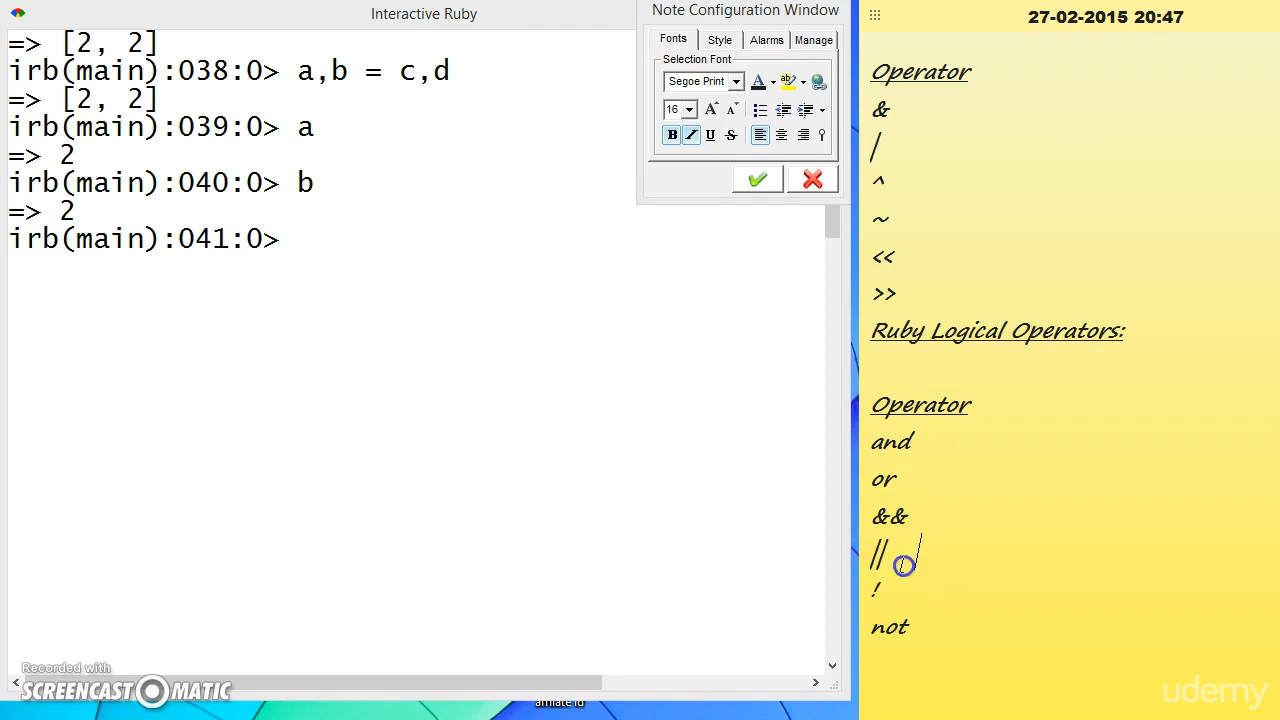 Interactive Ruby
=> [2, 2]
irb(main):038:0> a,b = c,d
=> [2, 2]
irb(main):039:0> a
=> 2
irb(main):040:0> b
=> 2
irb(main):041:0>
Note Configuration Window
Fonts Style Alarms Manage
Selection Font
Segoe Print
16
B I U S
27-02-2015 20:47
Operator
&
|
^
~
<<
>>
Ruby Logical Operators:
Operator
and
or
&&
||
!
not
Recorded with
SCREENCAST MATIC
udemy